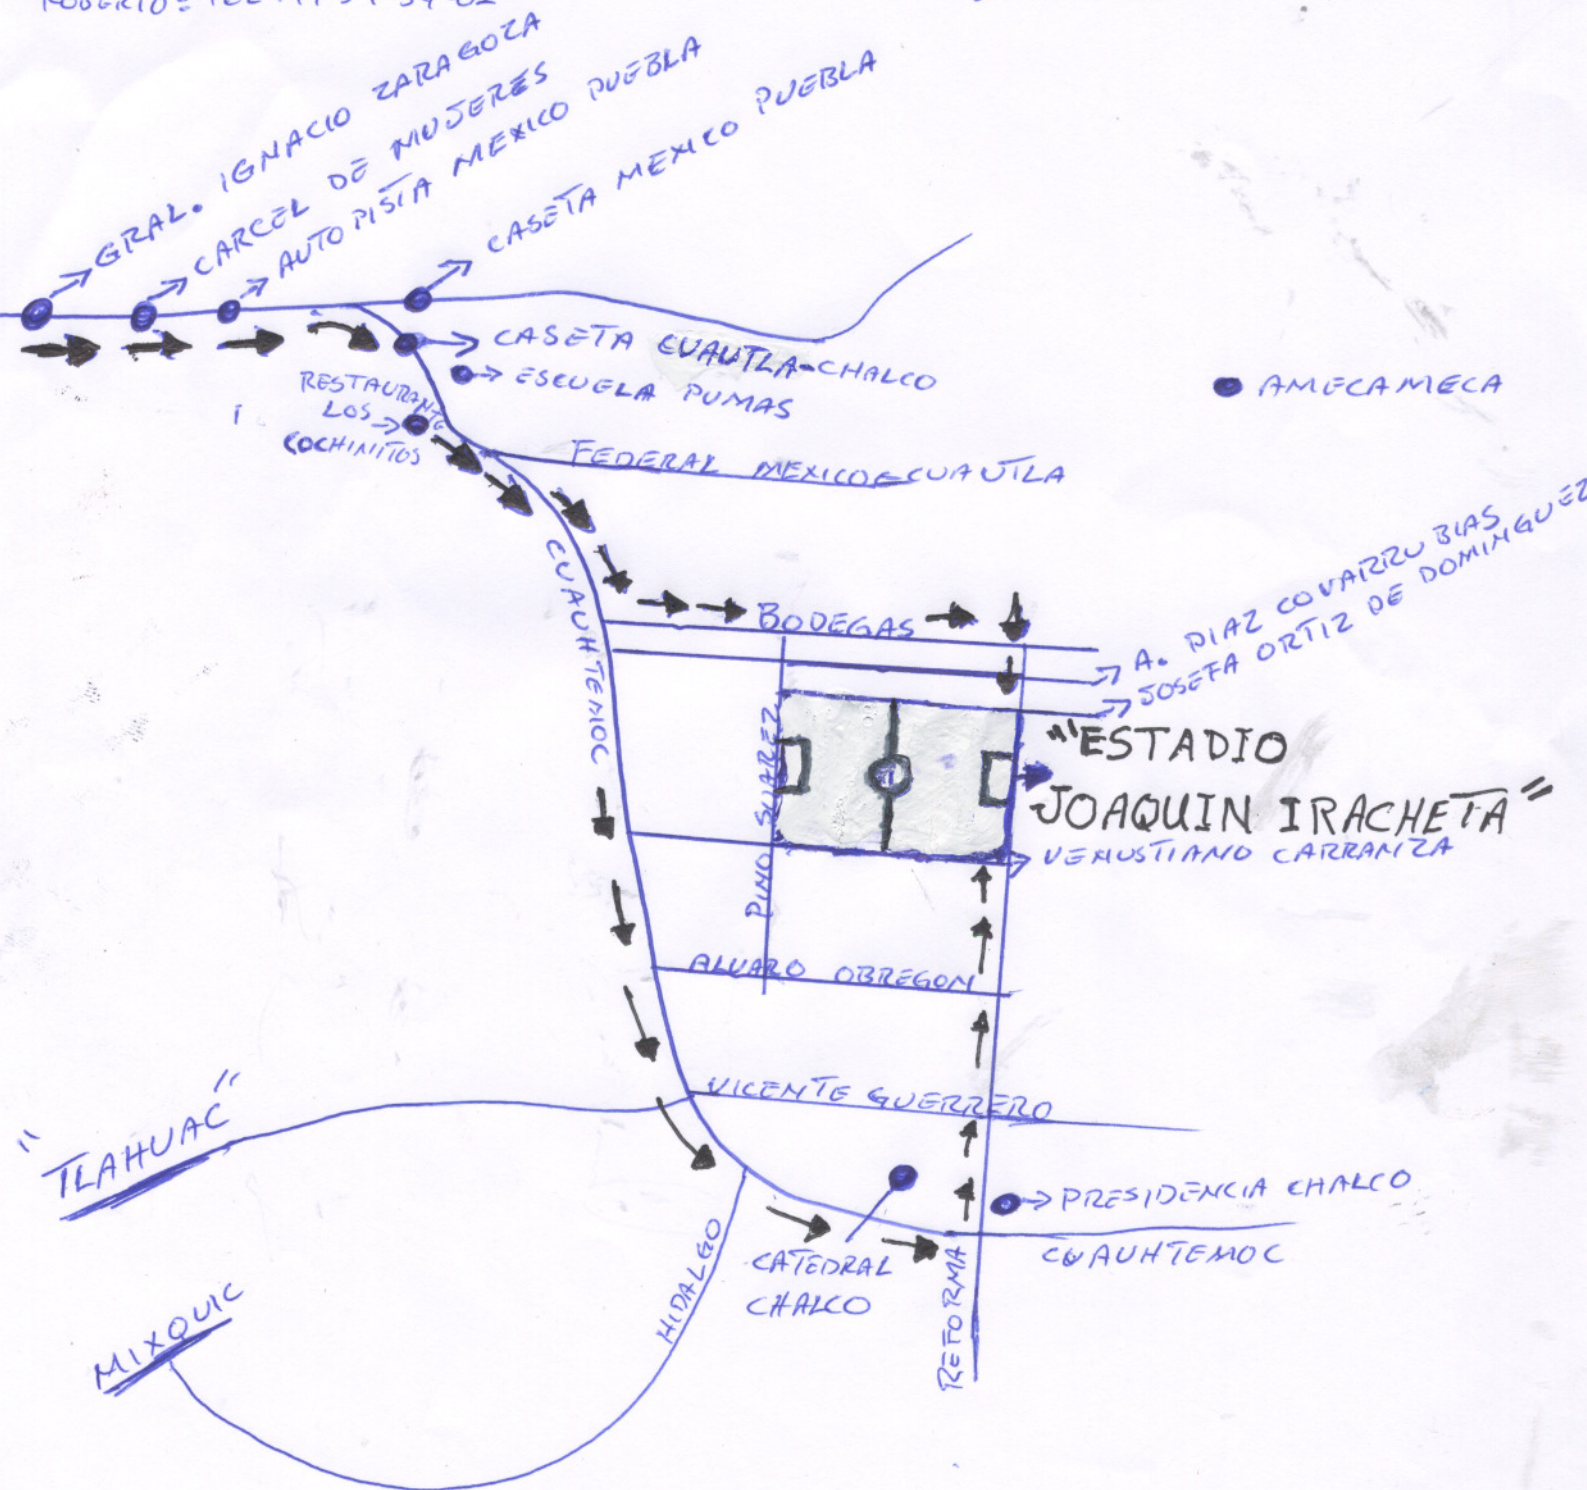 GRAL. IGNACIO ZARAGOZA
CARCEL DE MUJERES
AUTOPISTA MEXICO PUEBLA
CASETA MEXICO PUEBLA
CASETA CUAUTLA-CHALCO
ESCUELA PUMAS
RESTAURANTE
LOS
COCHINITOS
AMECAMECA
FEDERAL MEXICO-CUAUTLA
CUAUHTEMOC
BODEGAS
A. DIAZ COVARRUBIAS
JOSEFA ORTIZ DE DOMINGUEZ
"ESTADIO
JOAQUIN IRACHETA"
PINO SUAREZ
VENUSTIANO CARRANZA
ALVARO OBREGON
VICENTE GUERRERO
"TLAHUAC"
PRESIDENCIA CHALCO
CUAUHTEMOC
CATEDRAL
CHALCO
REFORMA
HIDALGO
MIXQUIC